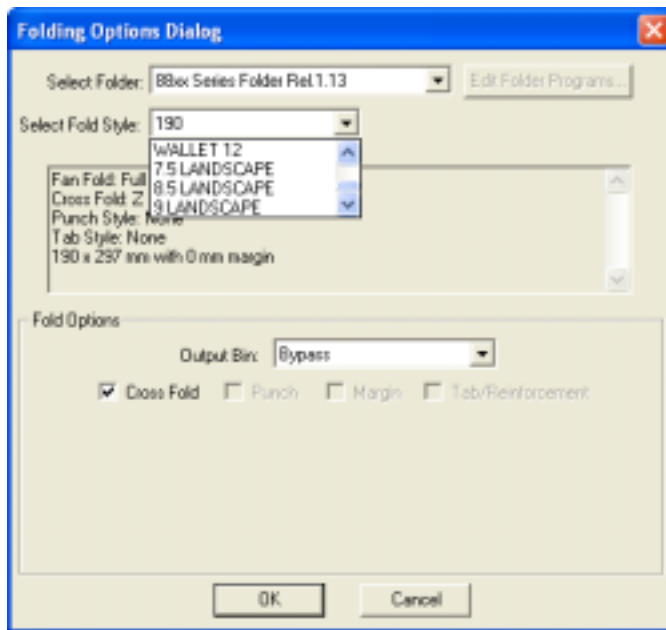 Folding Options Dialog
Select Folder: 88xx Series Folder Rel.1.13 Edit Folder Programs...
Select Fold Style: 190
WALLET 12
7.5 LANDSCAPE
8.5 LANDSCAPE
9 LANDSCAPE
Fan Fold: Full
Cross Fold: Z
Punch Style: None
Tab Style: None
190 x 297 mm with 0 mm margin
Fold Options
Output Bin: Bypass
Cross Fold Punch Margin Tab/Reinforcement
OK Cancel